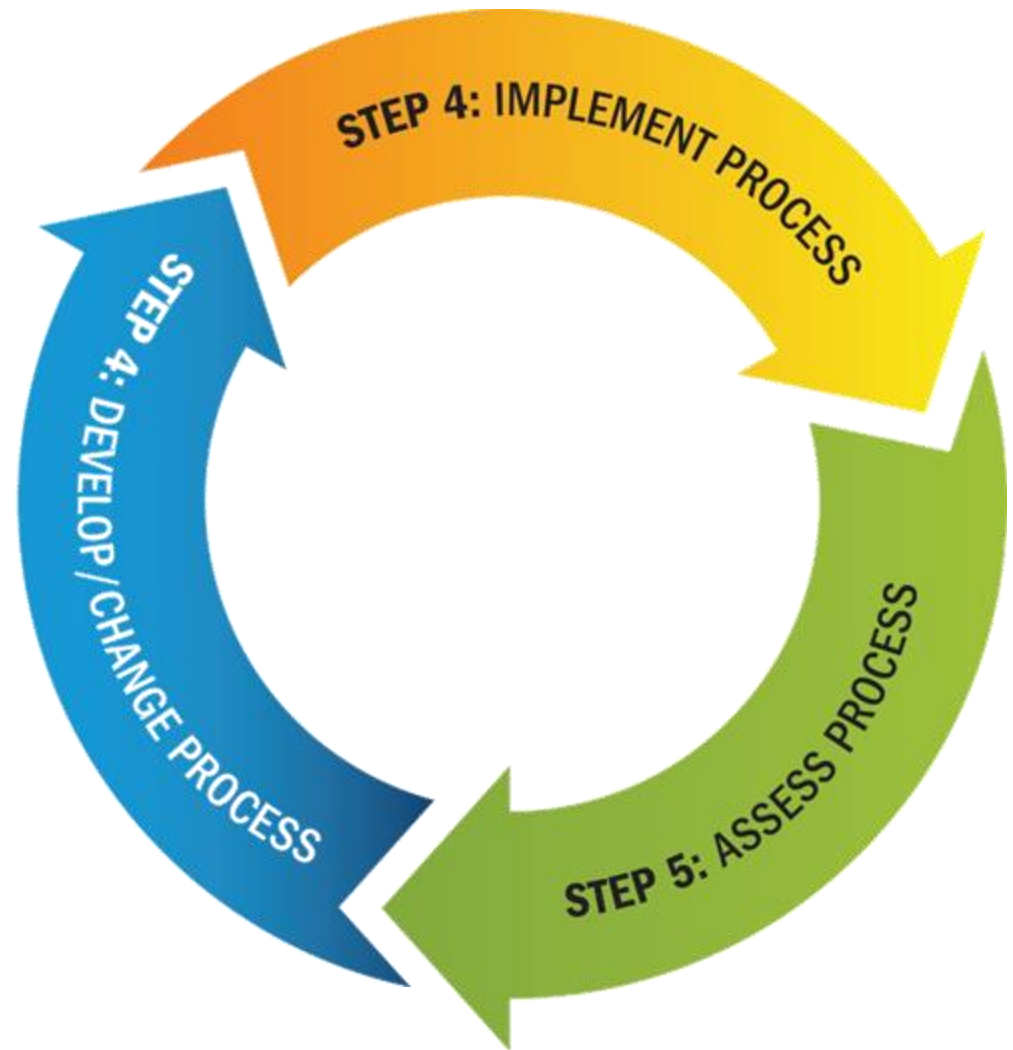 STEP 4: IMPLEMENT PROCESS
STEP 5: ASSESS PROCESS
STEP 4: DEVELOP/CHANGE PROCESS